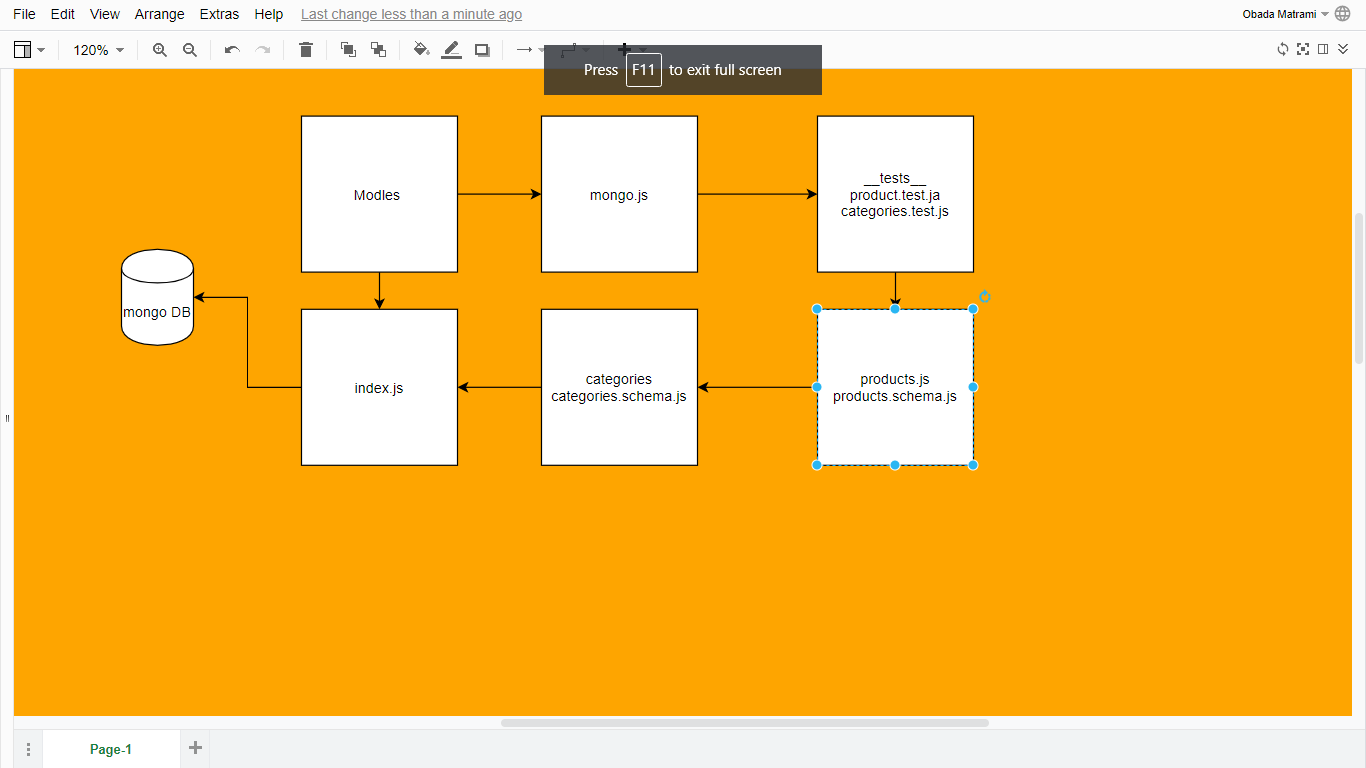 File Edit View Arrange Extras Help Last change less than a minute ago Obada Matrami
120%
Press F11 to exit full screen
Modles
mongo.js
__tests__
product.test.ja
categories.test.js
mongo DB
index.js
categories
categories.schema.js
products.js
products.schema.js
Page-1